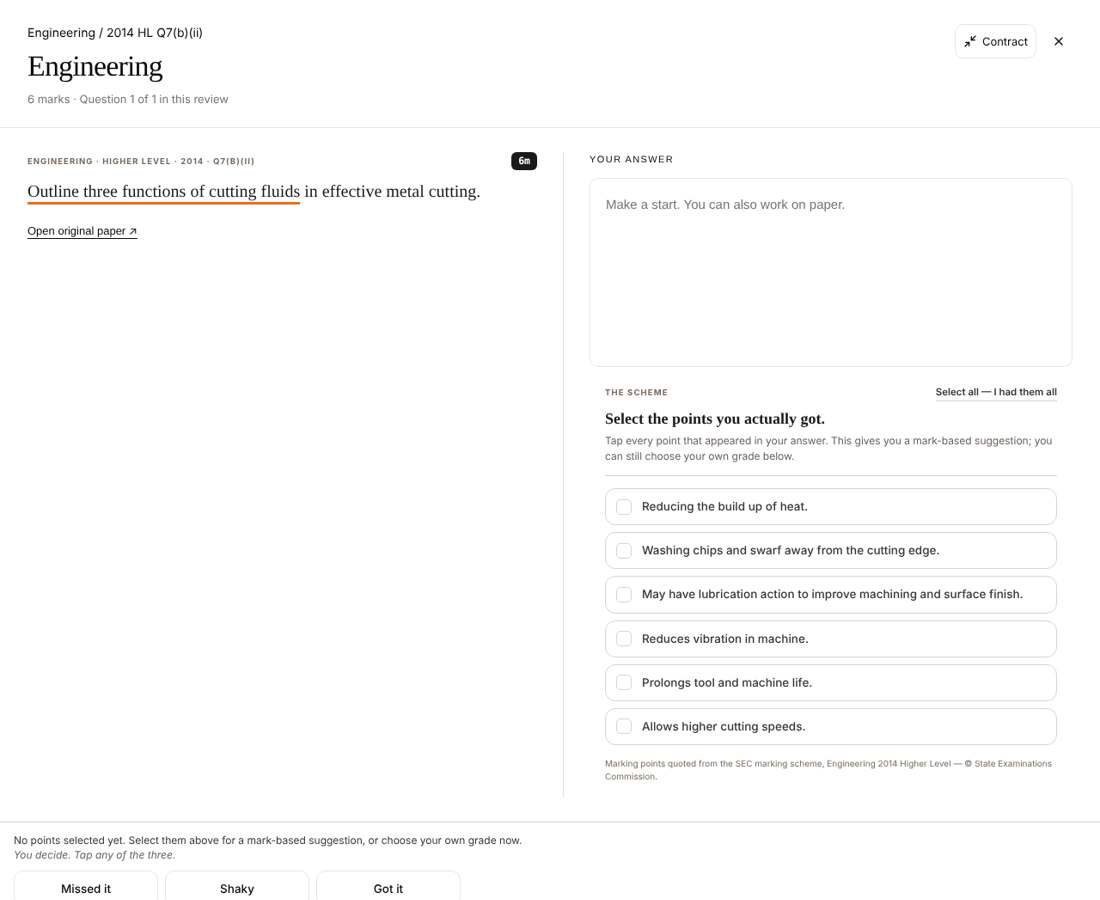 Engineering / 2014 HL Q7(b)(ii)
Engineering
6 marks · Question 1 of 1 in this review
Contract
ENGINEERING · HIGHER LEVEL · 2014 · Q7(B)(II)
6m
Outline three functions of cutting fluids in effective metal cutting.
Open original paper ↗
YOUR ANSWER
Make a start. You can also work on paper.
THE SCHEME
Select all — I had them all
Select the points you actually got.
Tap every point that appeared in your answer. This gives you a mark-based suggestion; you
can still choose your own grade below.
Reducing the build up of heat.
Washing chips and swarf away from the cutting edge.
May have lubrication action to improve machining and surface finish.
Reduces vibration in machine.
Prolongs tool and machine life.
Allows higher cutting speeds.
Marking points quoted from the SEC marking scheme, Engineering 2014 Higher Level — © State Examinations
Commission.
No points selected yet. Select them above for a mark-based suggestion, or choose your own grade now.
You decide. Tap any of the three.
Missed it
Shaky
Got it